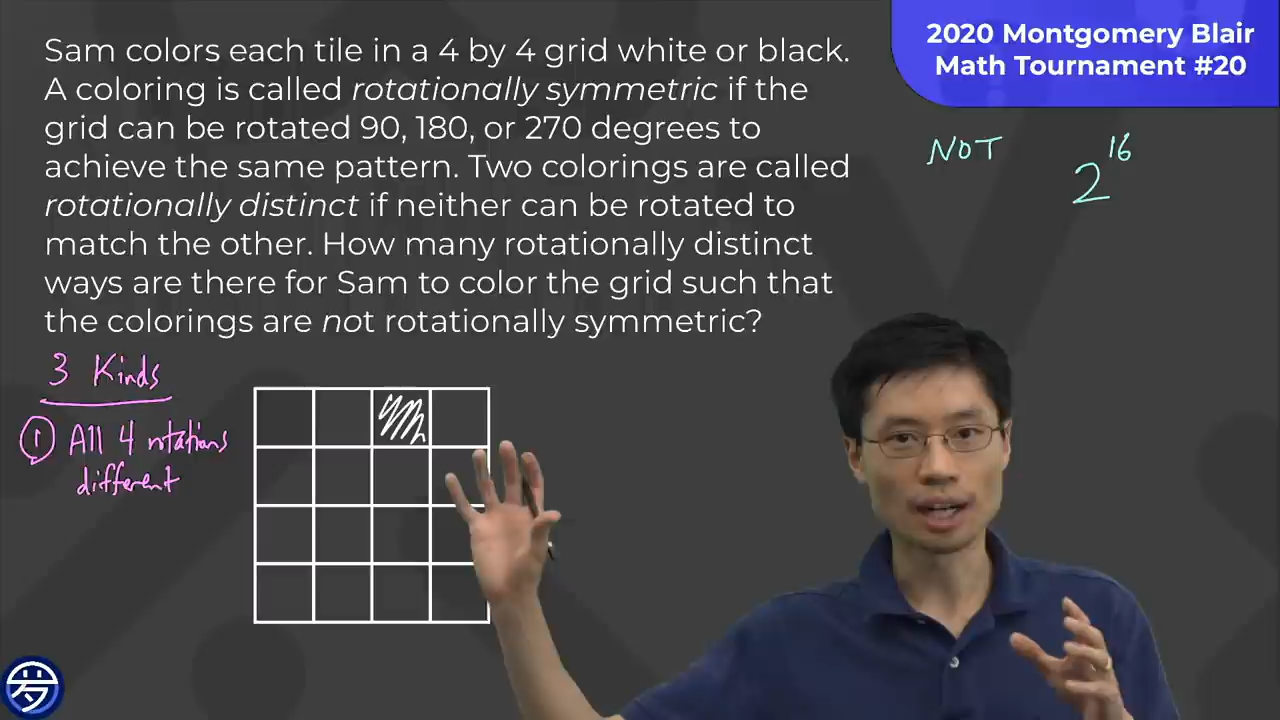 Sam colors each tile in a 4 by 4 grid white or black.
A coloring is called rotationally symmetric if the
grid can be rotated 90, 180, or 270 degrees to
achieve the same pattern. Two colorings are called
rotationally distinct if neither can be rotated to
match the other. How many rotationally distinct
ways are there for Sam to color the grid such that
the colorings are not rotationally symmetric?
2020 Montgomery Blair
Math Tournament #20
NOT 2^16
3 Kinds
① All 4 rotations
different